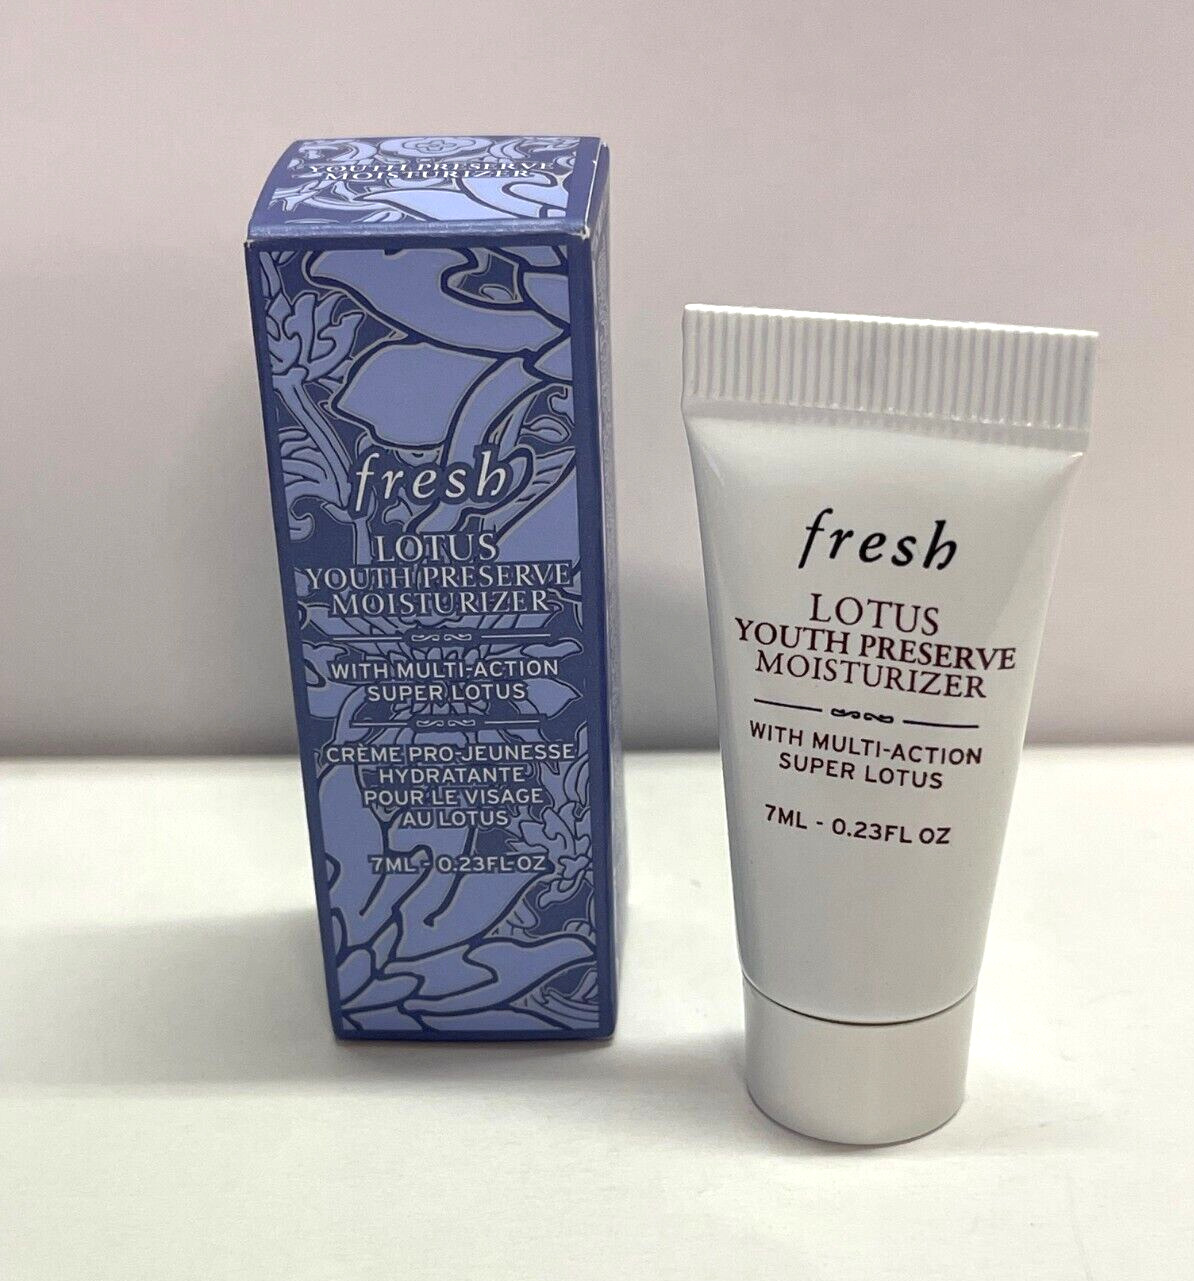 YOUTH PRESERVE
MOISTURIZER
fresh
LOTUS
YOUTH PRESERVE
MOISTURIZER
WITH MULTI-ACTION
SUPER LOTUS
CRÈME PRO-JEUNESSE
HYDRATANTE
POUR LE VISAGE
AU LOTUS
7ML - 0.23FL OZ
fresh
LOTUS
YOUTH PRESERVE
MOISTURIZER
WITH MULTI-ACTION
SUPER LOTUS
7ML - 0.23FL OZ